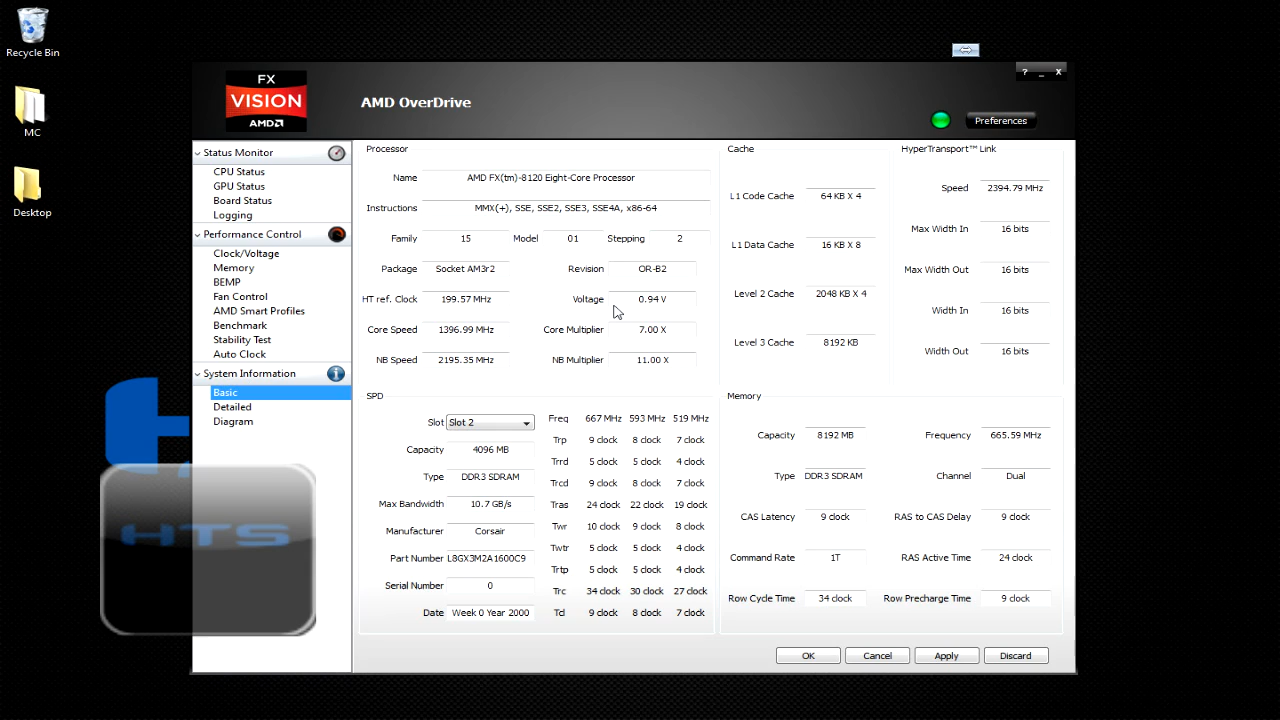 Recycle Bin
MC
Desktop
FX
VISION
AMD
AMD OverDrive
? _ x
Preferences
Status Monitor
CPU Status
GPU Status
Board Status
Logging
Performance Control
Clock/Voltage
Memory
BEMP
Fan Control
AMD Smart Profiles
Benchmark
Stability Test
Auto Clock
System Information
Basic
Detailed
Diagram
HTS
Processor
Name AMD FX(tm)-8120 Eight-Core Processor
Instructions MMX(+), SSE, SSE2, SSE3, SSE4A, x86-64
Family 15 Model 01 Stepping 2
Package Socket AM3r2 Revision OR-B2
HT ref. Clock 199.57 MHz Voltage 0.94 V
Core Speed 1396.99 MHz Core Multiplier 7.00 X
NB Speed 2195.35 MHz NB Multiplier 11.00 X
Cache
L1 Code Cache 64 KB X 4
L1 Data Cache 16 KB X 8
Level 2 Cache 2048 KB X 4
Level 3 Cache 8192 KB
HyperTransport™ Link
Speed 2394.79 MHz
Max Width In 16 bits
Max Width Out 16 bits
Width In 16 bits
Width Out 16 bits
SPD
Slot Slot 2
Capacity 4096 MB
Type DDR3 SDRAM
Max Bandwidth 10.7 GB/s
Manufacturer Corsair
Part Number L8GX3M2A1600C9
Serial Number 0
Date Week 0 Year 2000
Freq 667 MHz 593 MHz 519 MHz
Trp 9 clock 8 clock 7 clock
Trrd 5 clock 5 clock 4 clock
Trcd 9 clock 8 clock 7 clock
Tras 24 clock 22 clock 19 clock
Twr 10 clock 9 clock 8 clock
Twtr 5 clock 5 clock 4 clock
Trtp 5 clock 5 clock 4 clock
Trc 34 clock 30 clock 27 clock
Tcl 9 clock 8 clock 7 clock
Memory
Capacity 8192 MB Frequency 665.59 MHz
Type DDR3 SDRAM Channel Dual
CAS Latency 9 clock RAS to CAS Delay 9 clock
Command Rate 1T RAS Active Time 24 clock
Row Cycle Time 34 clock Row Precharge Time 9 clock
OK Cancel Apply Discard